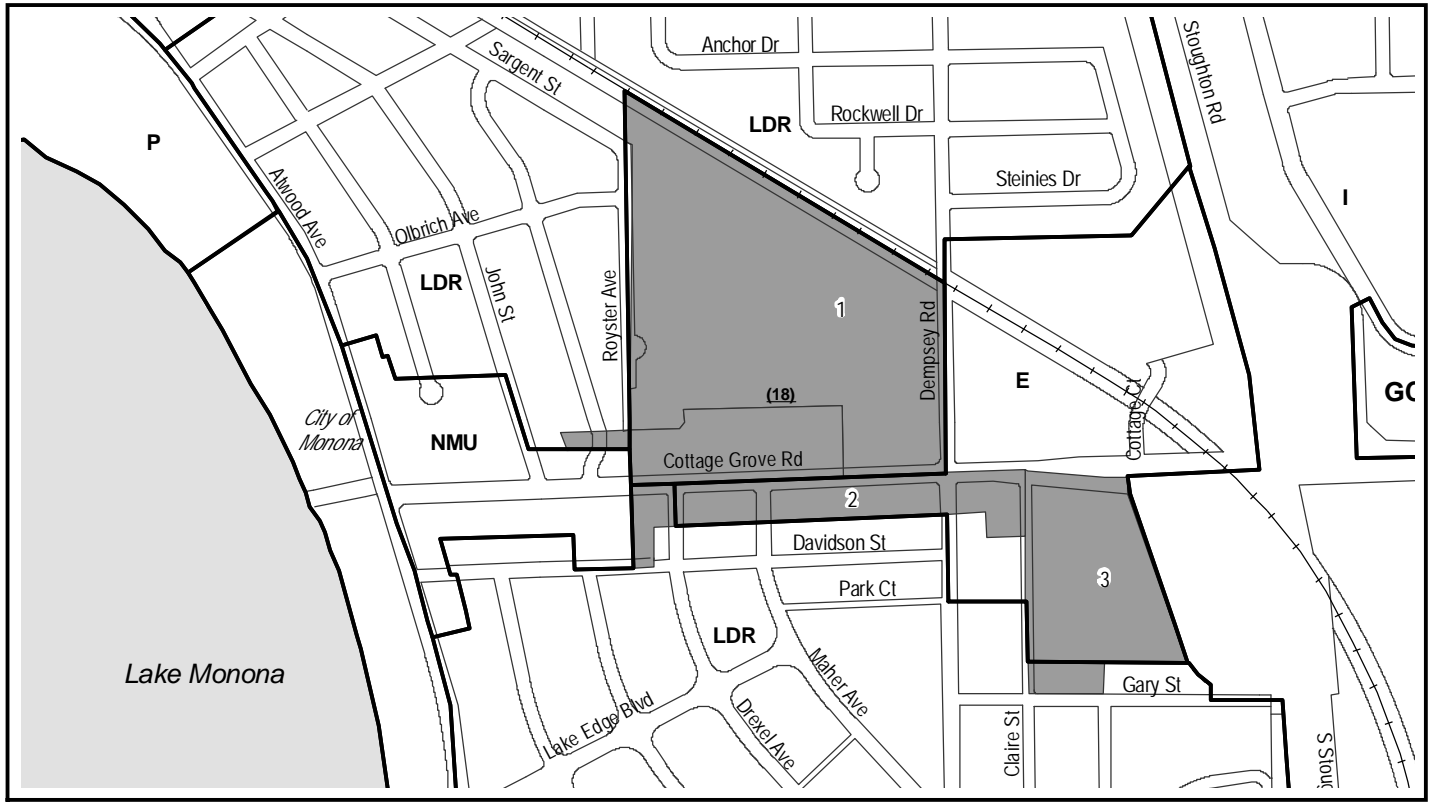 Anchor Dr
Stoughton Rd
Sargent St
Rockwell Dr
LDR
P
Steinies Dr
I
Atwood Ave
Olbrich Ave
LDR
John St
Royster Ave
1
Dempsey Rd
E
(18)
GC
Cottage Ct
City of
Monona
NMU
Cottage Grove Rd
2
Davidson St
3
Park Ct
LDR
Lake Monona
Maher Ave
Gary St
Lake Edge Blvd
Drexel Ave
Claire St
S Stoug